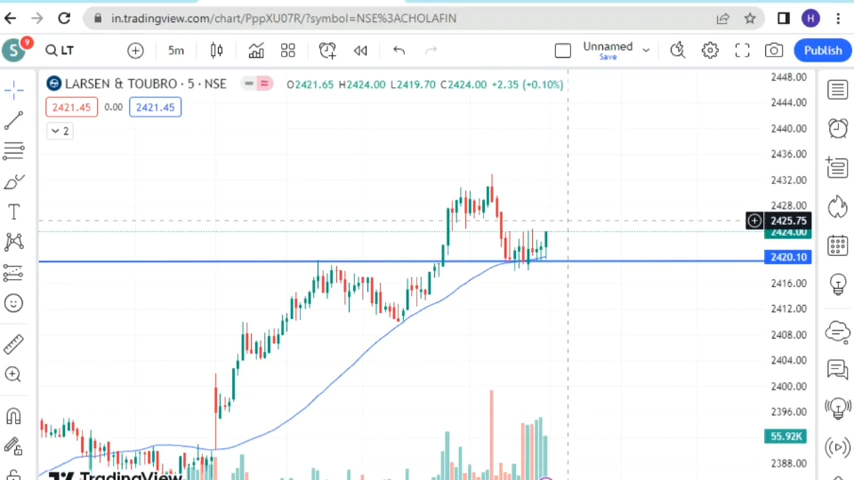 in.tradingview.com/chart/PppXU07R/?symbol=NSE%3ACHOLAFIN
H
S 9 LT 5m Unnamed Save Publish
LARSEN & TOUBRO · 5 · NSE O2421.65 H2424.00 L2419.70 C2424.00 +2.35 (+0.10%)
2421.45 0.00 2421.45
2
2448.00
2444.00
2440.00
2436.00
2432.00
2428.00
2425.75
2424.00
2420.10
2416.00
2412.00
2408.00
2404.00
2400.00
2396.00
55.92K
2388.00
TradingView